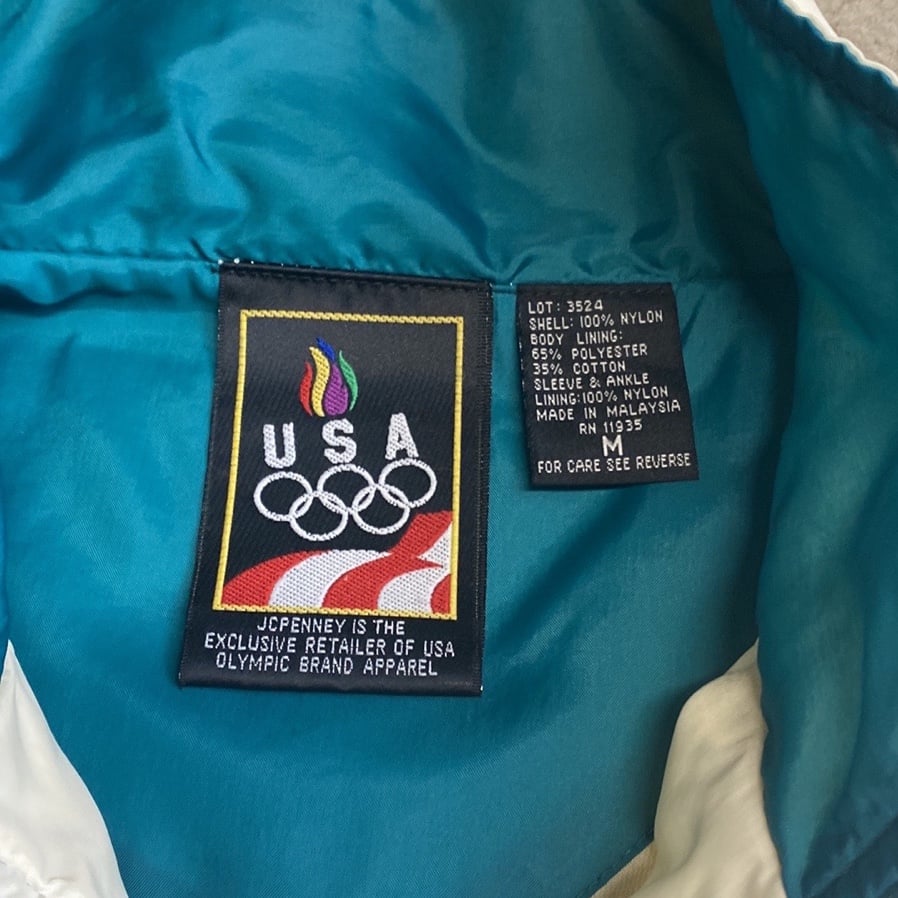 USA
JCPENNEY IS THE
EXCLUSIVE RETAILER OF USA
OLYMPIC BRAND APPAREL
LOT: 3524
SHELL: 100% NYLON
BODY LINING:
65% POLYESTER
35% COTTON
SLEEVE & ANKLE
LINING:100% NYLON
MADE IN MALAYSIA
RN 11935
M
FOR CARE SEE REVERSE